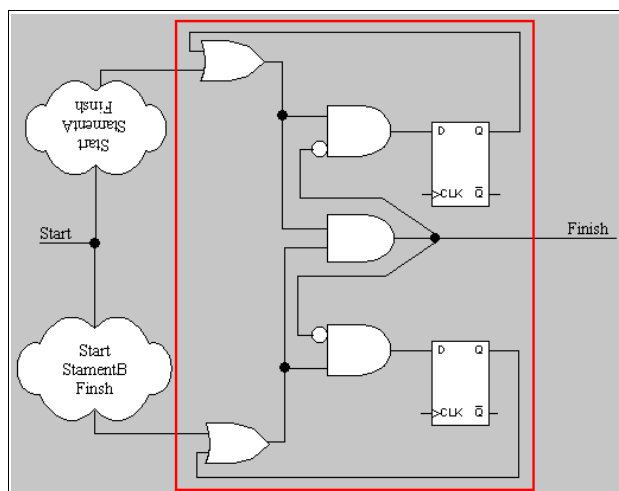 Start
StamentA
Finsh
D Q
CLK Q̅
Start
Finish
Start
StamentB
Finsh
D Q
CLK Q̅